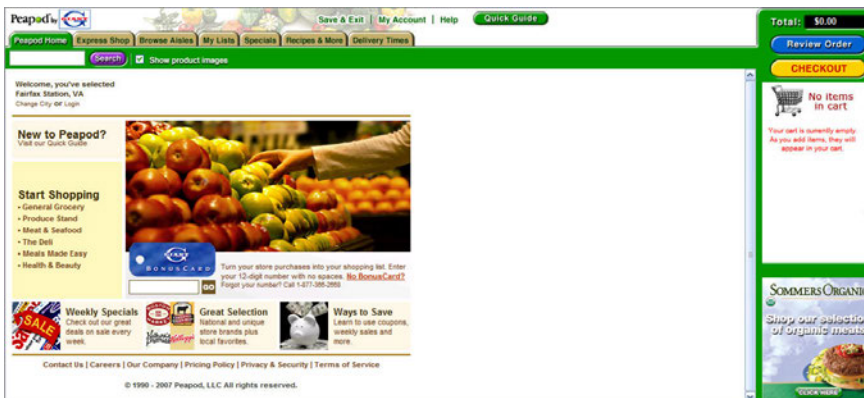 Peapod by GIANT
Save & Exit | My Account | Help
Quick Guide
Peapod Home
Express Shop
Browse Aisles
My Lists
Specials
Recipes & More
Delivery Times
Search
Show product images
Total: $0.00
Review Order
CHECKOUT
No items
in cart
Your cart is currently empty.
As you add items, they will
appear in your cart.
Welcome, you've selected
Fairfax Station, VA
Change City or Login
New to Peapod?
Visit our Quick Guide
Start Shopping
• General Grocery
• Produce Stand
• Meat & Seafood
• The Deli
• Meals Made Easy
• Health & Beauty
GIANT
BONUSCARD
Turn your store purchases into your shopping list. Enter
your 12-digit number with no spaces. No BonusCard?
Forgot your number? Call 1-877-366-2668
GO
SALE
Weekly Specials
Check out our great
deals on sale every
week.
Kellogg's
Great Selection
National and unique
store brands plus
local favorites.
Ways to Save
Learn to use coupons,
weekly sales and
more.
Contact Us | Careers | Our Company | Pricing Policy | Privacy & Security | Terms of Service
© 1990 - 2007 Peapod, LLC All rights reserved.
SOMMERS ORGANIC
Shop our selection
of organic meats
CLICK HERE